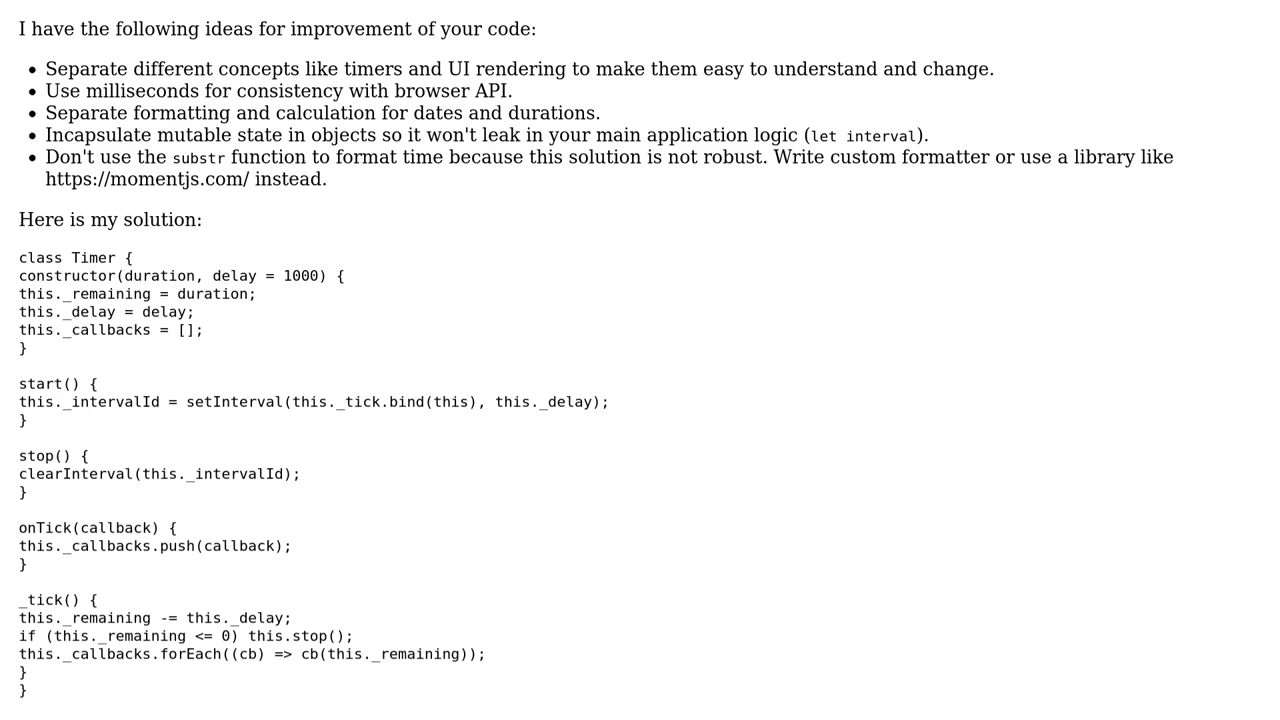 I have the following ideas for improvement of your code:
• Separate different concepts like timers and UI rendering to make them easy to understand and change.
• Use milliseconds for consistency with browser API.
• Separate formatting and calculation for dates and durations.
• Incapsulate mutable state in objects so it won't leak in your main application logic (let interval).
• Don't use the substr function to format time because this solution is not robust. Write custom formatter or use a library like
https://momentjs.com/ instead.
Here is my solution:
class Timer {
constructor(duration, delay = 1000) {
this._remaining = duration;
this._delay = delay;
this._callbacks = [];
}
start() {
this._intervalId = setInterval(this._tick.bind(this), this._delay);
}
stop() {
clearInterval(this._intervalId);
}
onTick(callback) {
this._callbacks.push(callback);
}
_tick() {
this._remaining -= this._delay;
if (this._remaining <= 0) this.stop();
this._callbacks.forEach((cb) => cb(this._remaining));
}
}